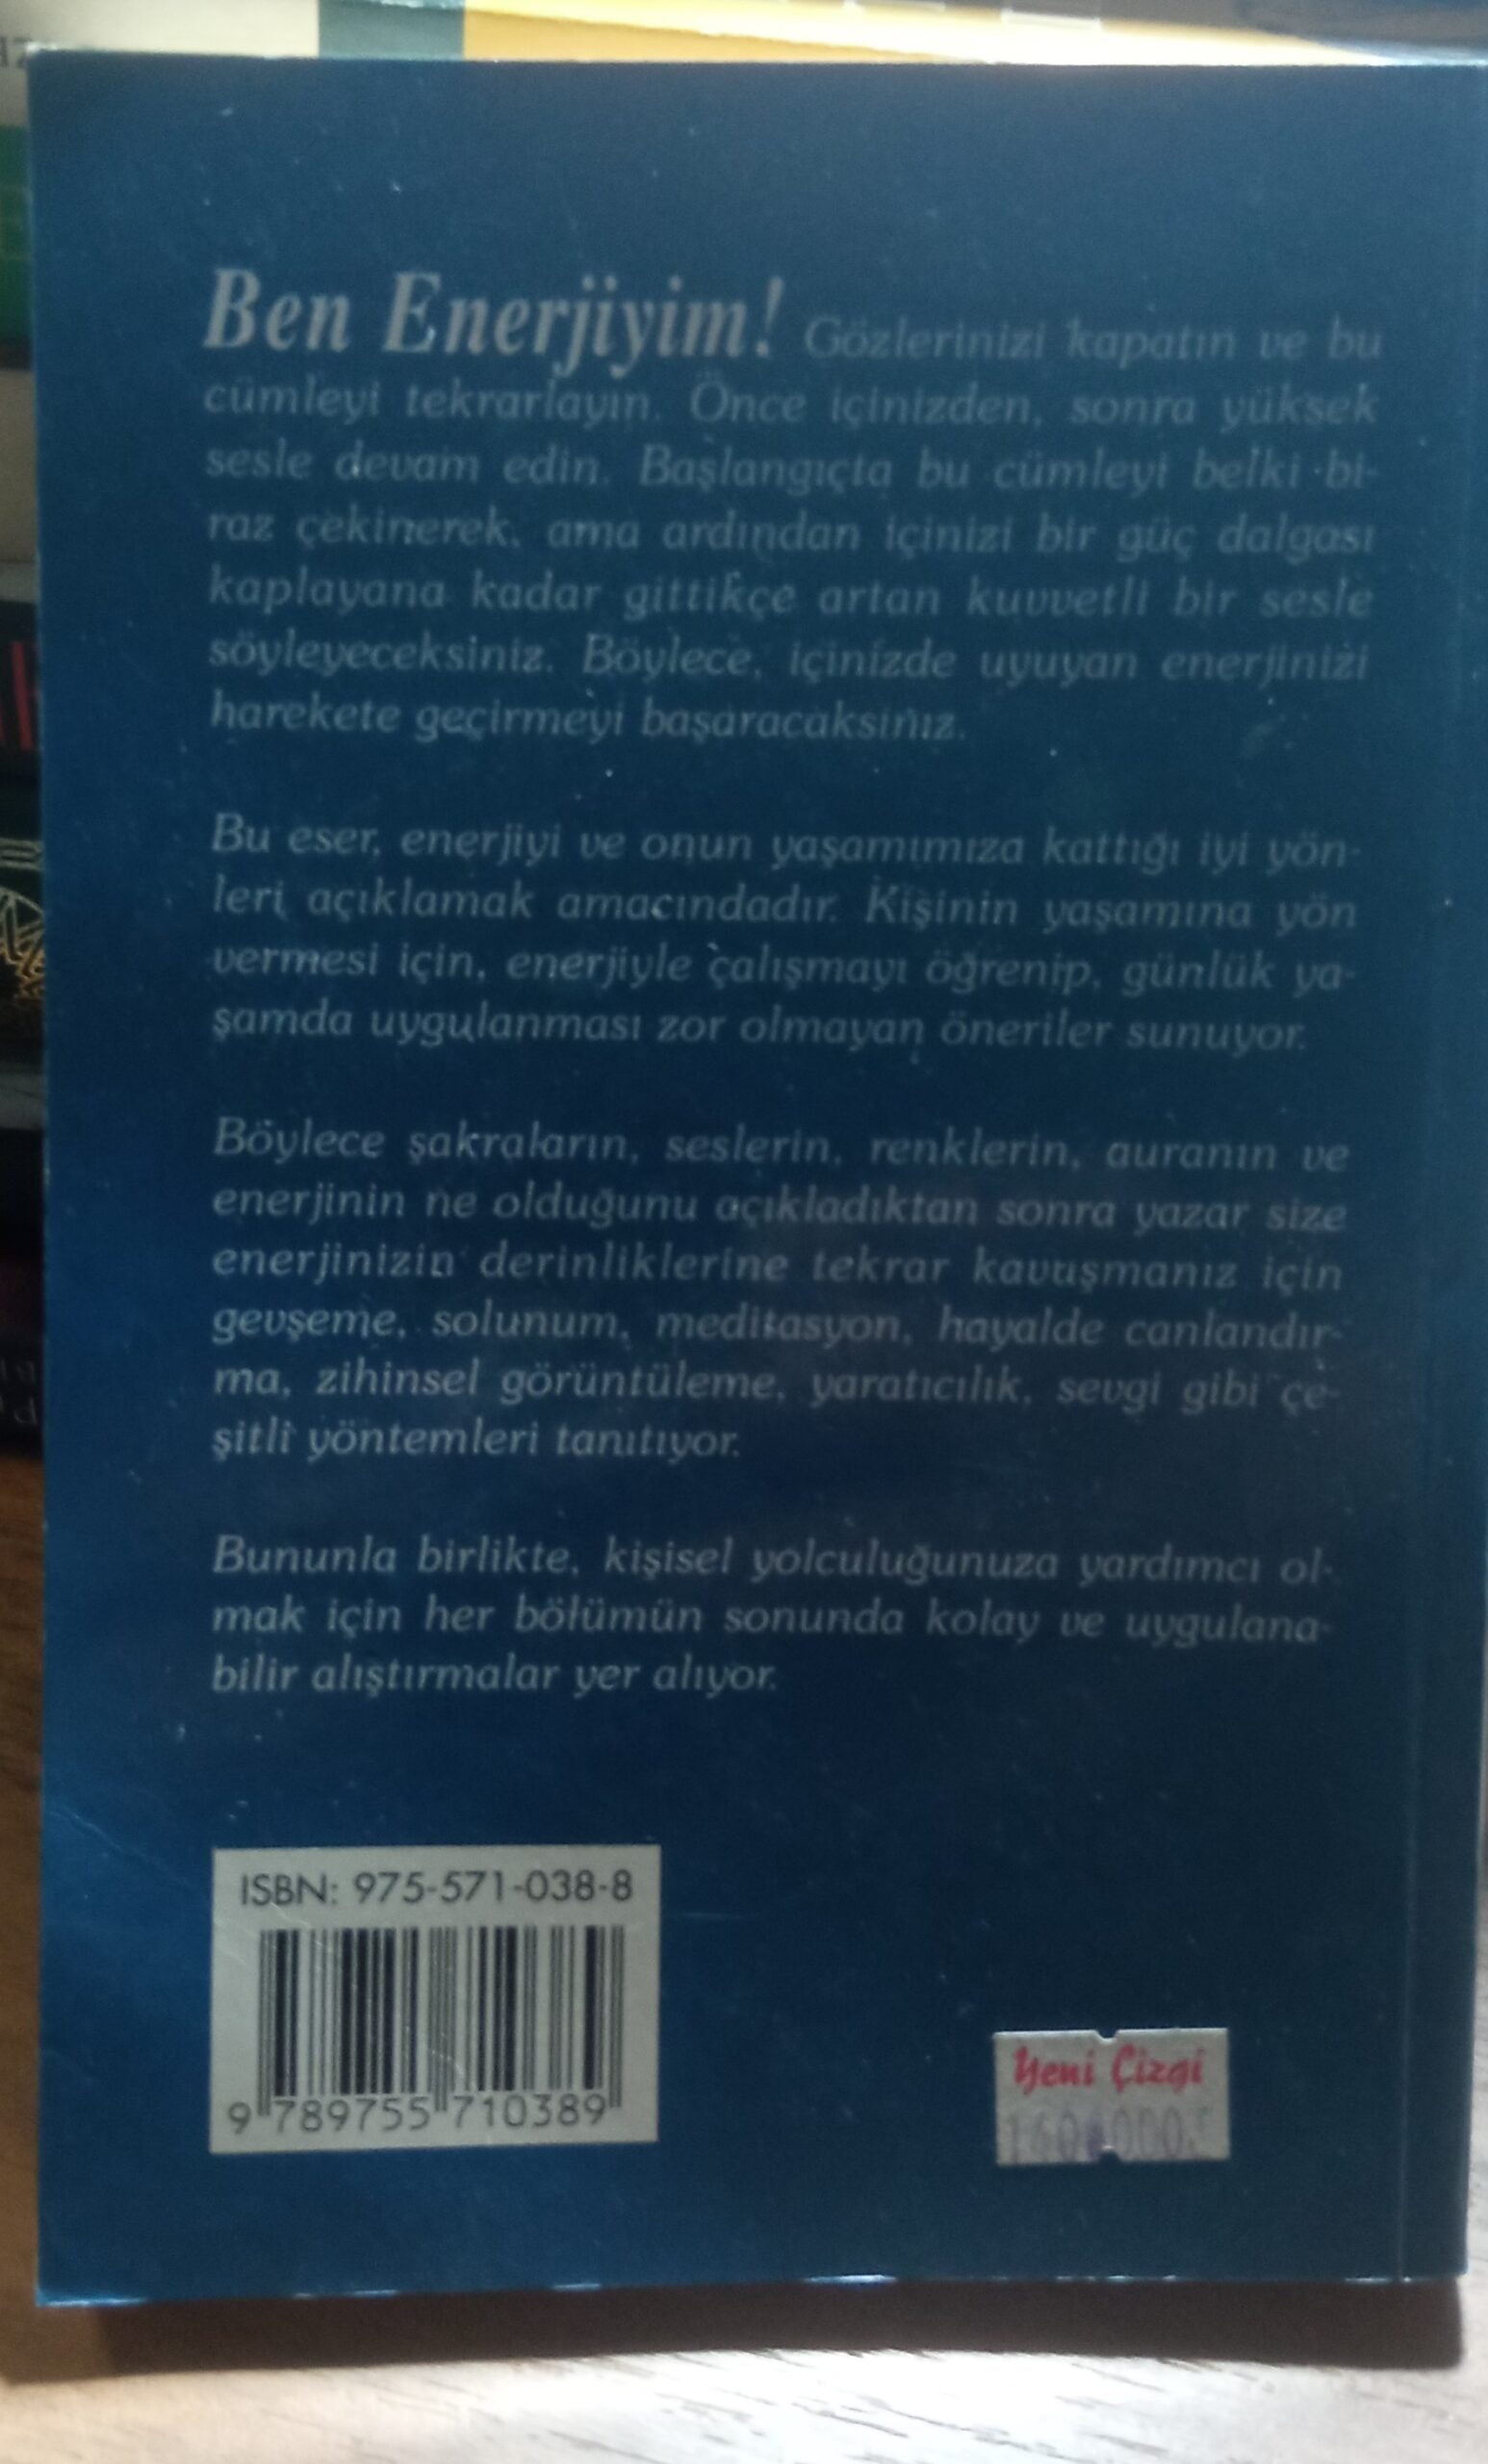 Ben Enerjiyim! Gözlerinizi kapatın ve bu
cümleyi tekrarlayın. Önce içinizden, sonra yüksek
sesle devam edin. Başlangıçta bu cümleyi belki bi-
raz çekinerek, ama ardından içinizi bir güç dalgası
kaplayana kadar gittikçe artan kuvvetli bir sesle
söyleyeceksiniz. Böylece, içinizde uyuyan enerjinizi
harekete geçirmeyi başaracaksınız.
Bu eser, enerjiyi ve onun yaşamımıza kattığı iyi yön-
leri açıklamak amacındadır. Kişinin yaşamına yön
vermesi için, enerjiyle çalışmayı öğrenip, günlük ya-
şamda uygulanması zor olmayan öneriler sunuyor.
Böylece şakraların, seslerin, renklerin, auranın ve
enerjinin ne olduğunu açıkladıktan sonra yazar size
enerjinizin derinliklerine tekrar kavuşmanız için
gevşeme, solunum, meditasyon, hayalde canlandır-
ma, zihinsel görüntüleme, yaratıcılık, sevgi gibi çe-
şitli yöntemleri tanıtıyor.
Bununla birlikte, kişisel yolculuğunuza yardımcı ol-
mak için her bölümün sonunda kolay ve uygulana-
bilir alıştırmalar yer alıyor.
ISBN: 975-571-038-8
9 789755 710389
Yeni Çizgi